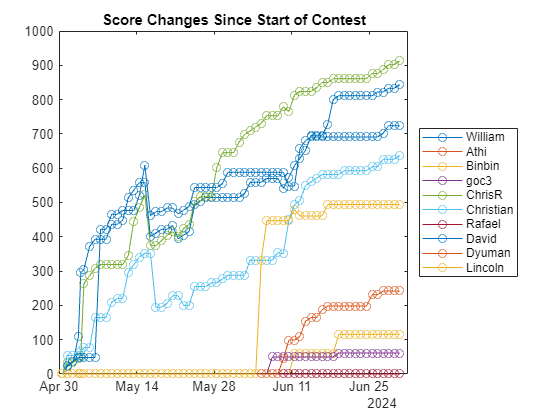 Score Changes Since Start of Contest
1000
900
800
700
600
500
400
300
200
100
0
Apr 30 May 14 May 28 Jun 11 Jun 25
2024
William
Athi
Binbin
goc3
ChrisR
Christian
Rafael
David
Dyuman
Lincoln